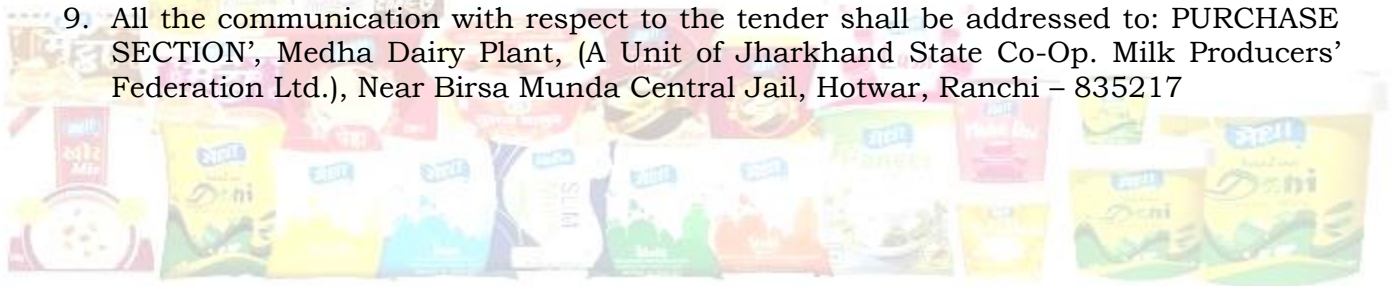 9. All the communication with respect to the tender shall be addressed to: PURCHASE
SECTION’, Medha Dairy Plant, (A Unit of Jharkhand State Co-Op. Milk Producers’
Federation Ltd.), Near Birsa Munda Central Jail, Hotwar, Ranchi – 835217